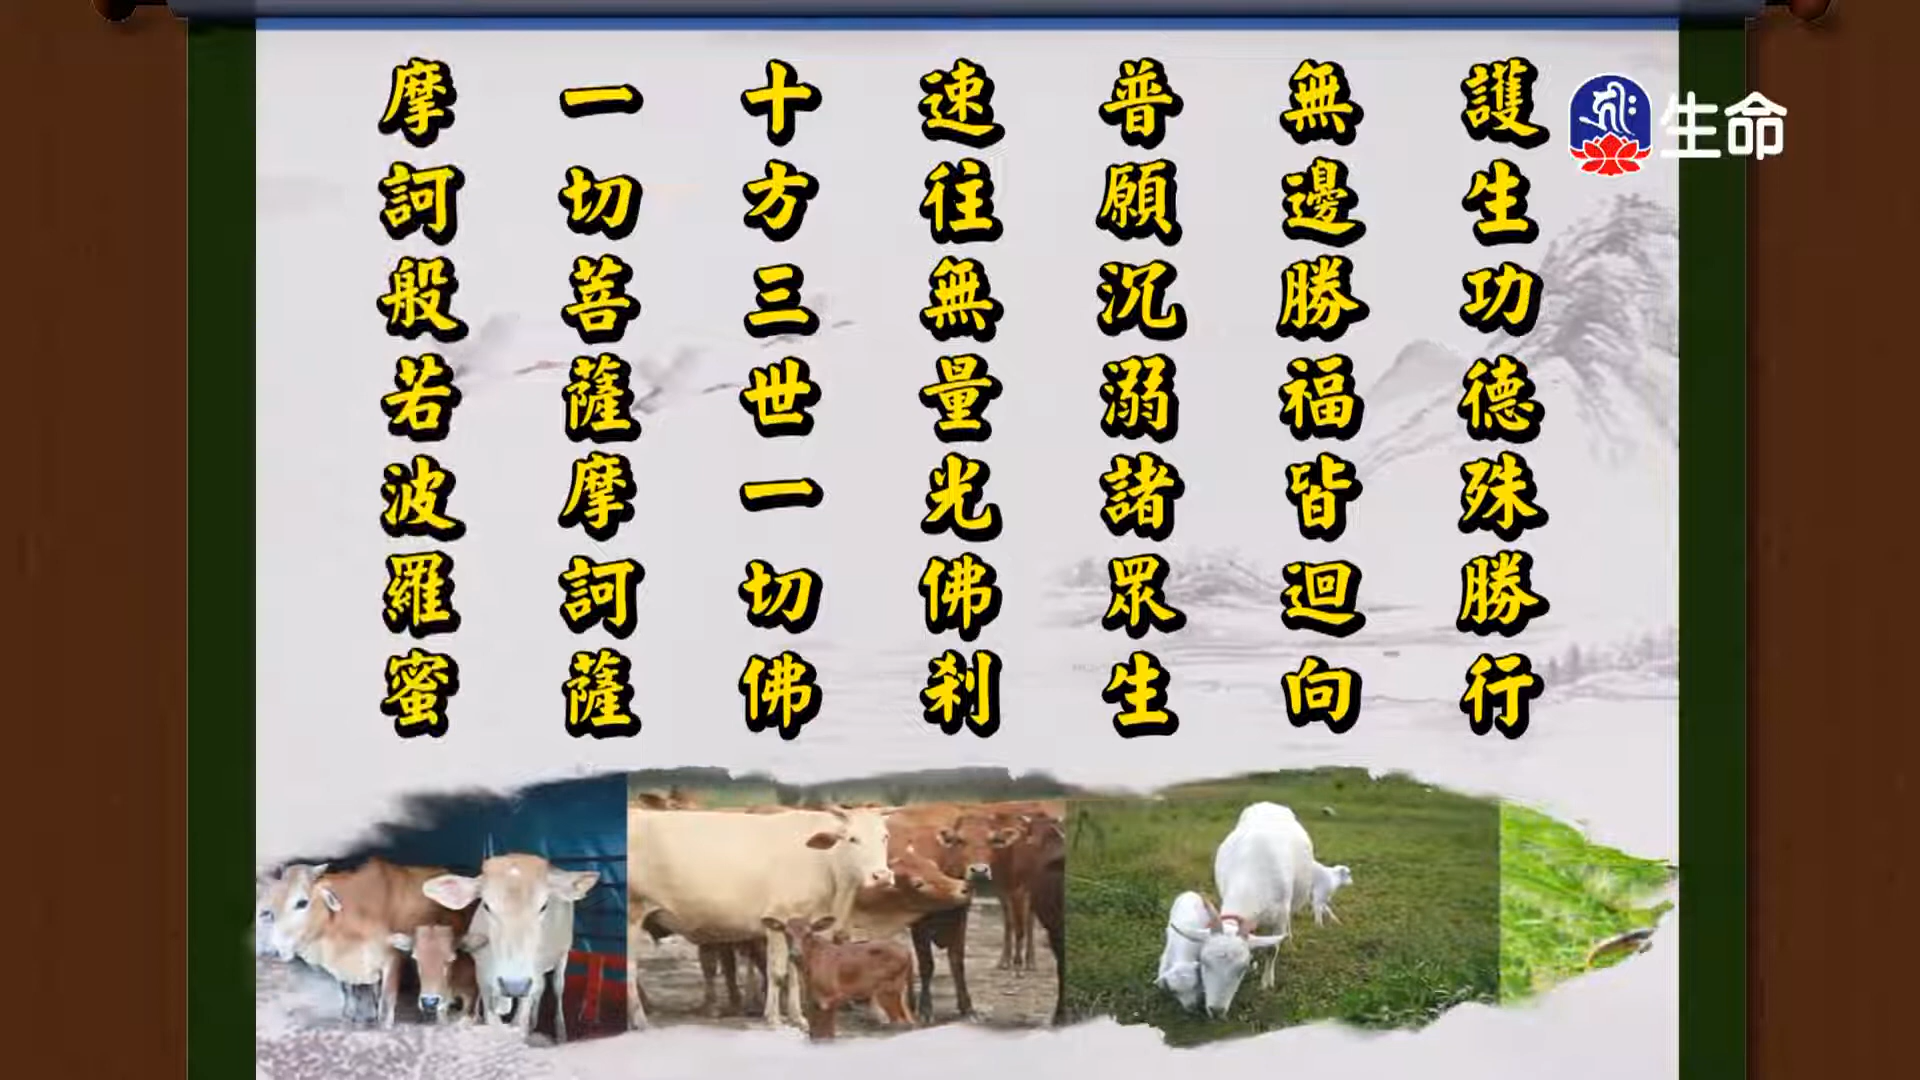 護生功德殊勝行
無邊勝福皆迴向
普願沉溺諸眾生
速往無量光佛剎
十方三世一切佛
一切菩薩摩訶薩
摩訶般若波羅蜜
生命